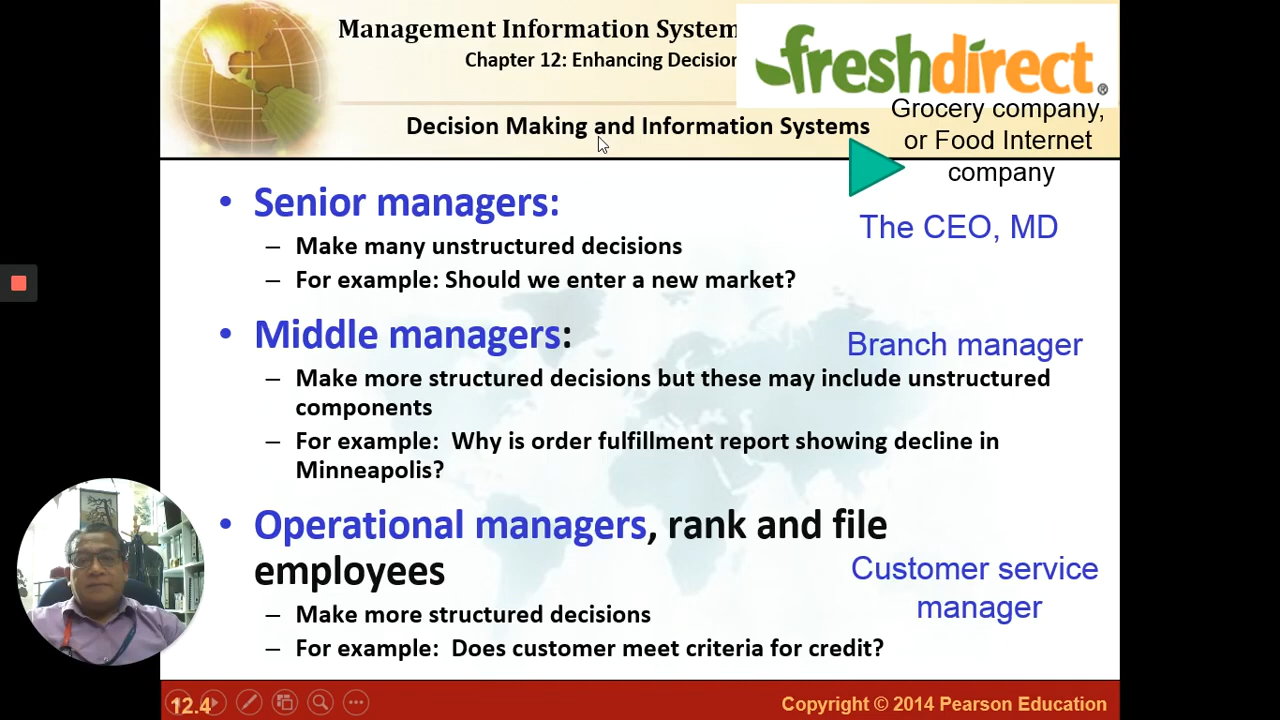 Management Information System
Chapter 12: Enhancing Decision
freshdirect®
Grocery company,
or Food Internet
company
Decision Making and Information Systems
• Senior managers:
The CEO, MD
– Make many unstructured decisions
– For example: Should we enter a new market?
• Middle managers:
Branch manager
– Make more structured decisions but these may include unstructured
components
– For example: Why is order fulfillment report showing decline in
Minneapolis?
• Operational managers, rank and file
employees
Customer service
manager
– Make more structured decisions
– For example: Does customer meet criteria for credit?
12.4
Copyright © 2014 Pearson Education